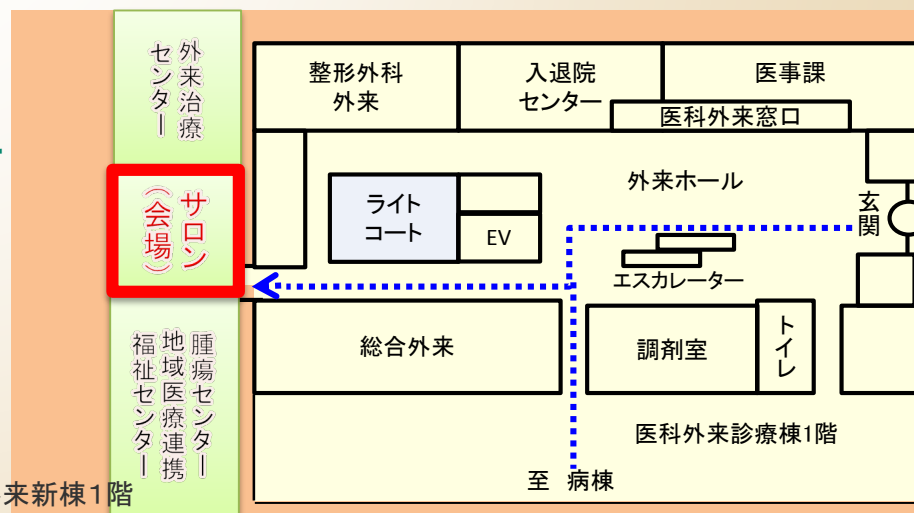 外来治療
センター
サロン
(会場)
腫瘍センター
地域医療連携
福祉センター
来新棟1階
整形外科
外来
入退院
センター
医事課
医科外来窓口
外来ホール
玄関
ライト
コート
EV
エスカレーター
総合外来
調剤室
トイレ
医科外来診療棟1階
至 病棟